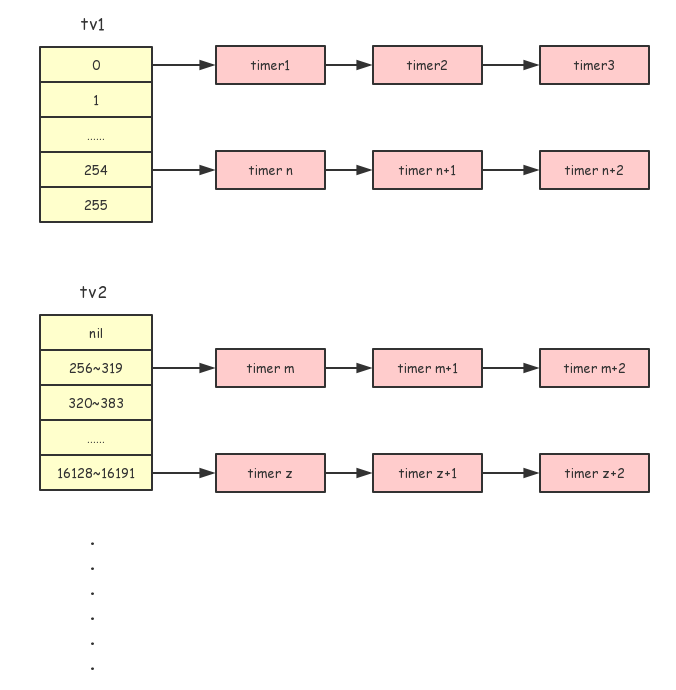 tv1
0 timer1 timer2 timer3
1
......
254 timer n timer n+1 timer n+2
255
tv2
nil
256~319 timer m timer m+1 timer m+2
320~383
......
16128~16191 timer z timer z+1 timer z+2
.
.
.
.
.
.